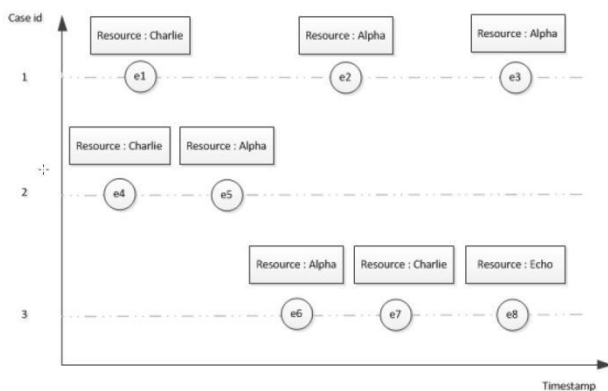 Case id
Resource : Charlie
Resource : Alpha
Resource : Alpha
1
e1
e2
e3
Resource : Charlie
Resource : Alpha
2
e4
e5
Resource : Alpha
Resource : Charlie
Resource : Echo
3
e6
e7
e8
Timestamp